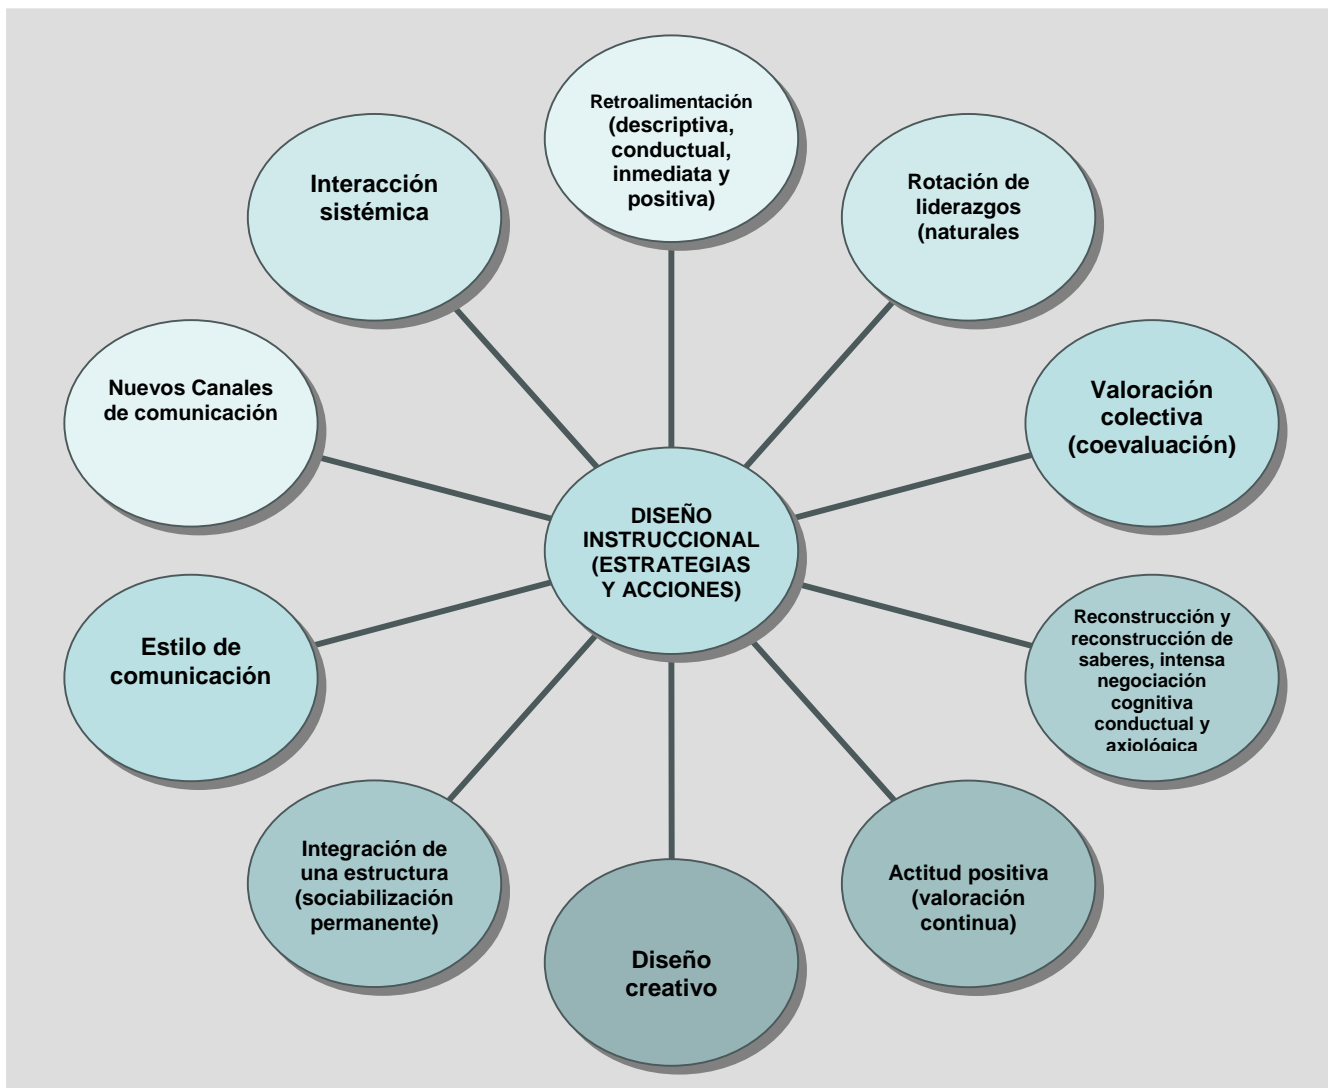 Retroalimentación
(descriptiva,
conductual,
inmediata y
positiva)
Interacción
sistémica
Rotación de
liderazgos
(naturales
Nuevos Canales
de comunicación
Valoración
colectiva
(coevaluación)
DISEÑO
INSTRUCCIONAL
(ESTRATEGIAS
Y ACCIONES)
Estilo de
comunicación
Reconstrucción y
reconstrucción de
saberes, intensa
negociación
cognitiva
conductual y
axiológica
Integración de
una estructura
(sociabilización
permanente)
Actitud positiva
(valoración
continua)
Diseño
creativo